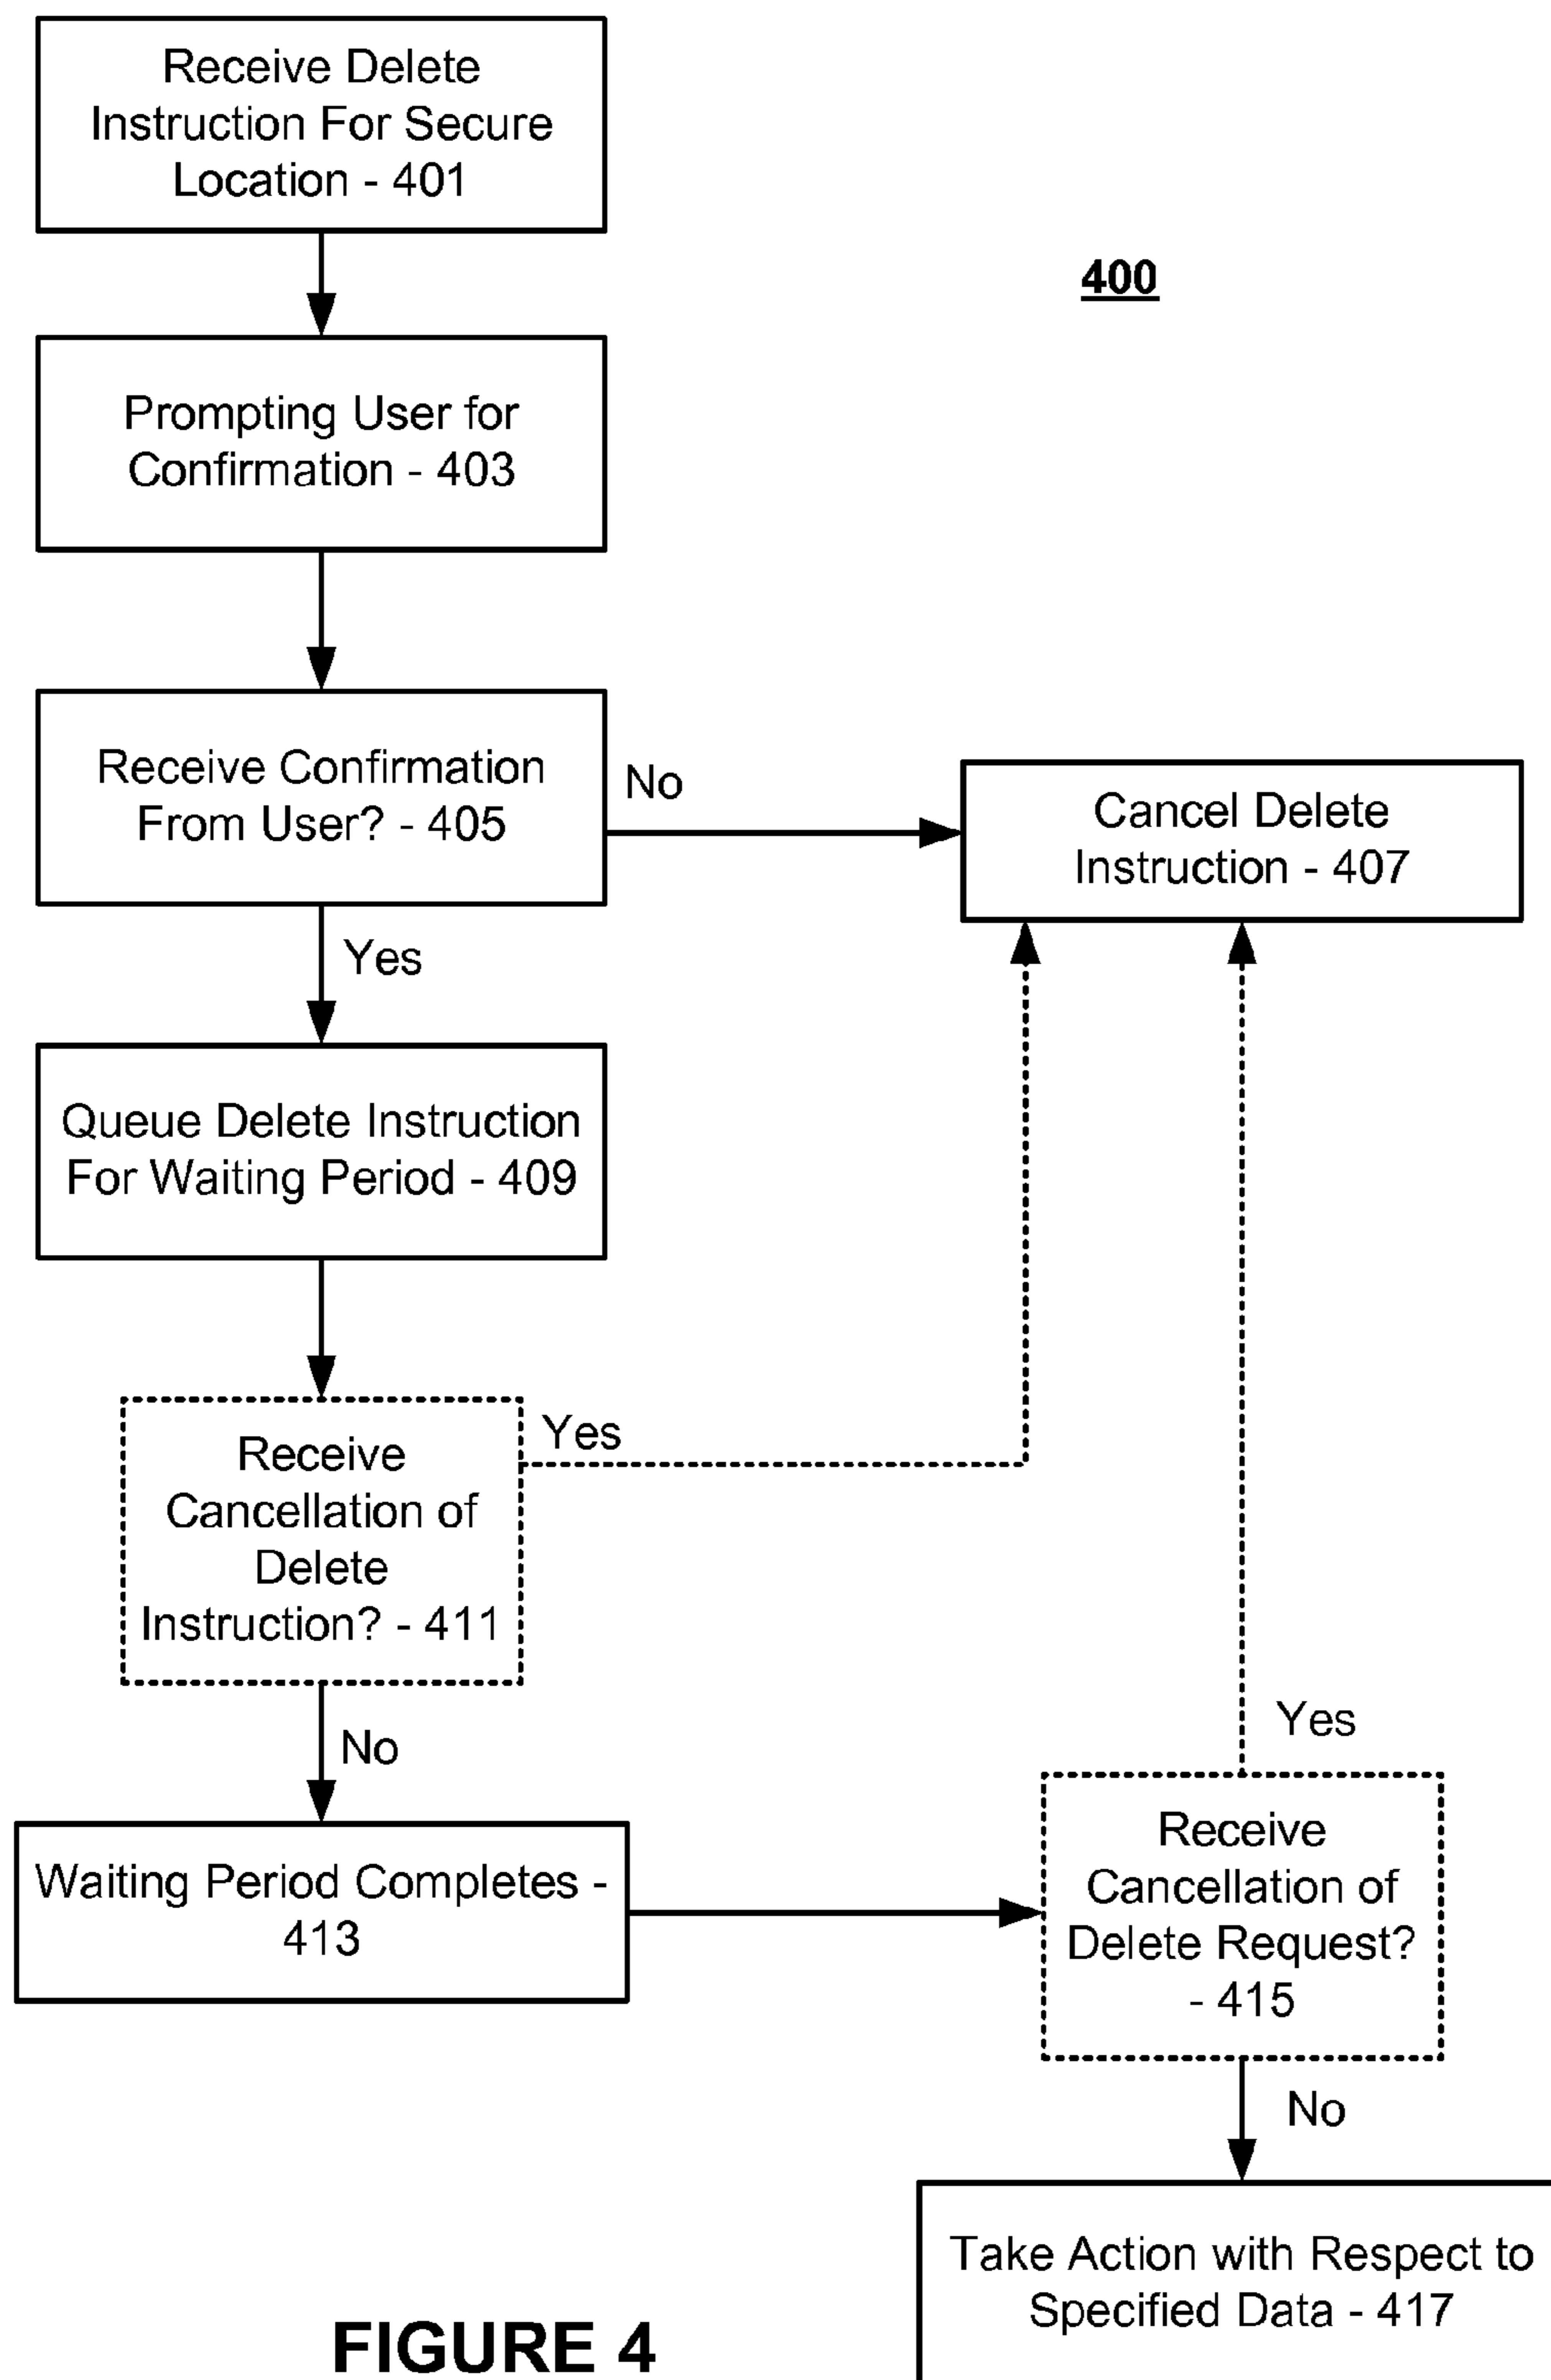 Receive Delete
Instruction For Secure
Location - 401
400
Prompting User for
Confirmation - 403
Receive Confirmation
From User? - 405
No
Cancel Delete
Instruction - 407
Yes
Queue Delete Instruction
For Waiting Period - 409
Receive
Cancellation of
Delete
Instruction? - 411
Yes
No
Waiting Period Completes -
413
Yes
Receive
Cancellation of
Delete Request?
- 415
No
Take Action with Respect to
Specified Data - 417
FIGURE 4